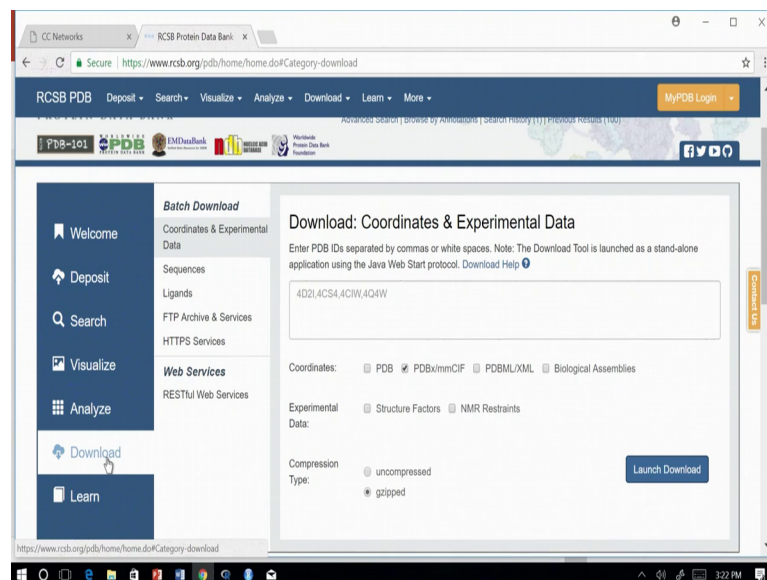 CC Networks
RCSB Protein Data Bank
Secure https://www.rcsb.org/pdb/home/home.do#Category-download
RCSB PDB Deposit Search Visualize Analyze Download Learn More MyPDB Login
Advanced Search | Browse by Annotations | Search History (1) | Previous Results (100)
PDB-101
WORLDWIDE
PDB
PROTEIN DATA BANK
EMDataBank
NUCLEIC ACID
DATABASE
Worldwide
Protein Data Bank
Foundation
Welcome
Deposit
Search
Visualize
Analyze
Download
Learn
Batch Download
Coordinates & Experimental
Data
Sequences
Ligands
FTP Archive & Services
HTTPS Services
Web Services
RESTful Web Services
Download: Coordinates & Experimental Data
Enter PDB IDs separated by commas or white spaces. Note: The Download Tool is launched as a stand-alone
application using the Java Web Start protocol. Download Help
4D2I,4CS4,4CIW,4Q4W
Coordinates: PDB PDBx/mmCIF PDBML/XML Biological Assemblies
Experimental Structure Factors NMR Restraints
Data:
Compression
Type:
uncompressed
gzipped
Launch Download
Contact Us
https://www.rcsb.org/pdb/home/home.do#Category-download
3:22 PM